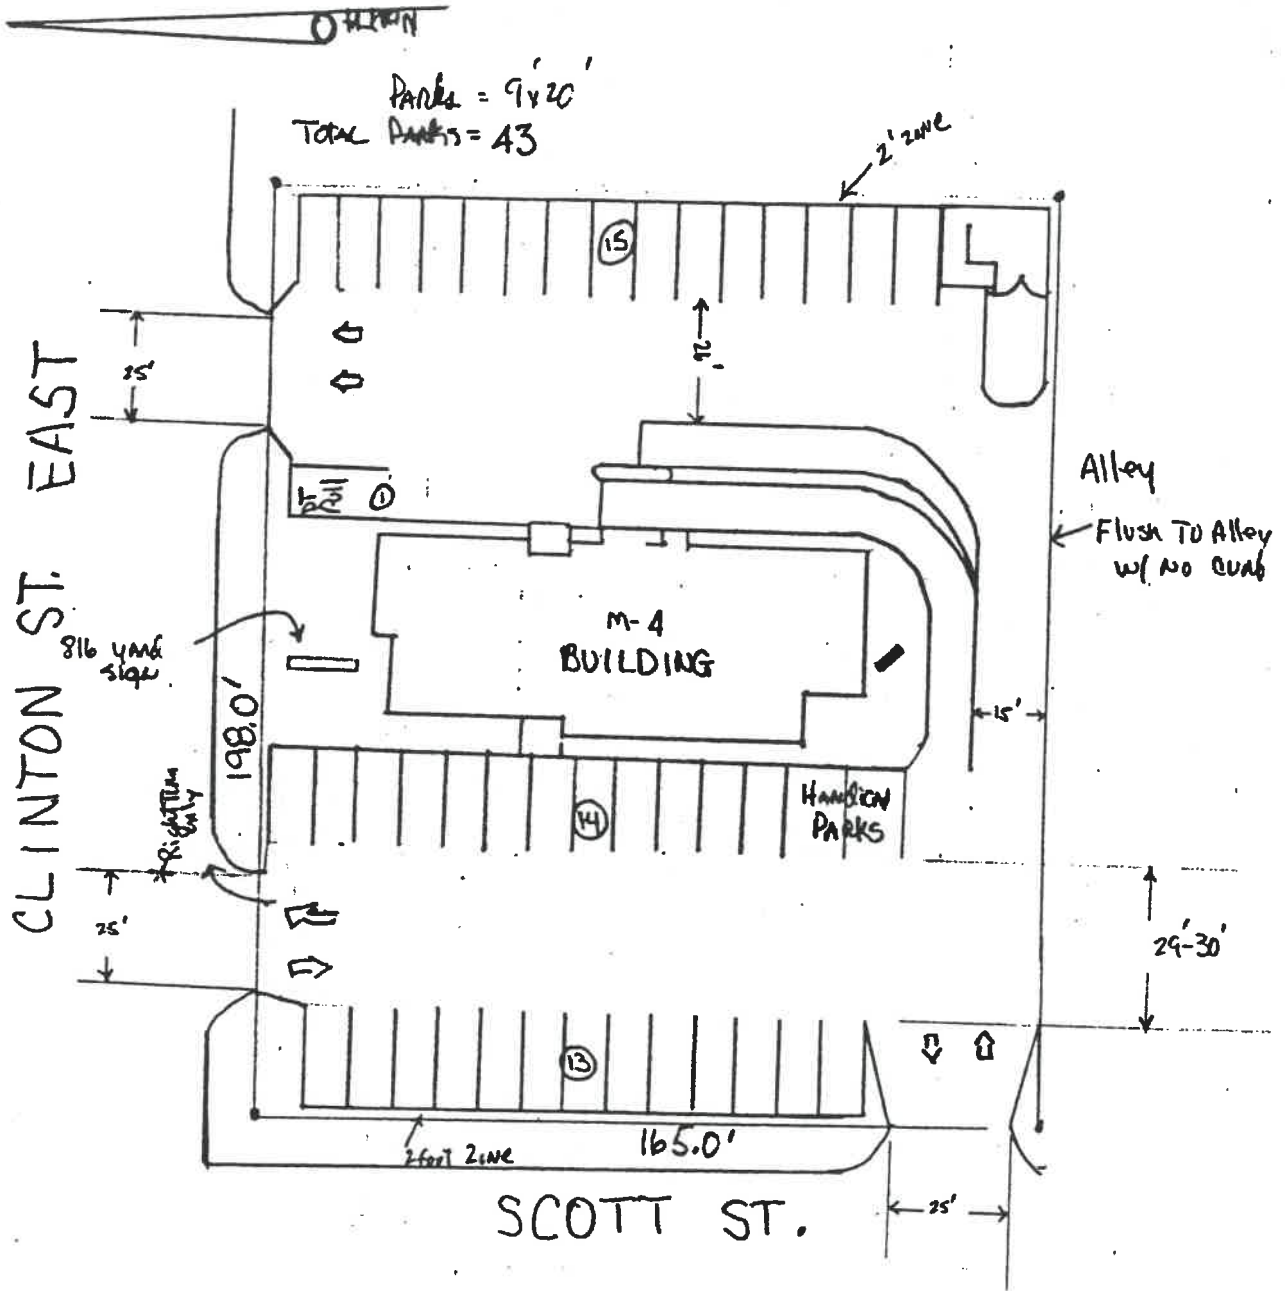 Parks = 9'x20'
Total Parks = 43
2' zone
15
25'
26'
1
Alley
Flush To Alley
w/ No curb
CLINTON ST. EAST
816 yard
sign
M-4
BUILDING
15'
198.0'
Right Turn
only
14
Handicap
Parks
25'
29'-30'
13
2 foot Zone
165.0'
SCOTT ST.
25'